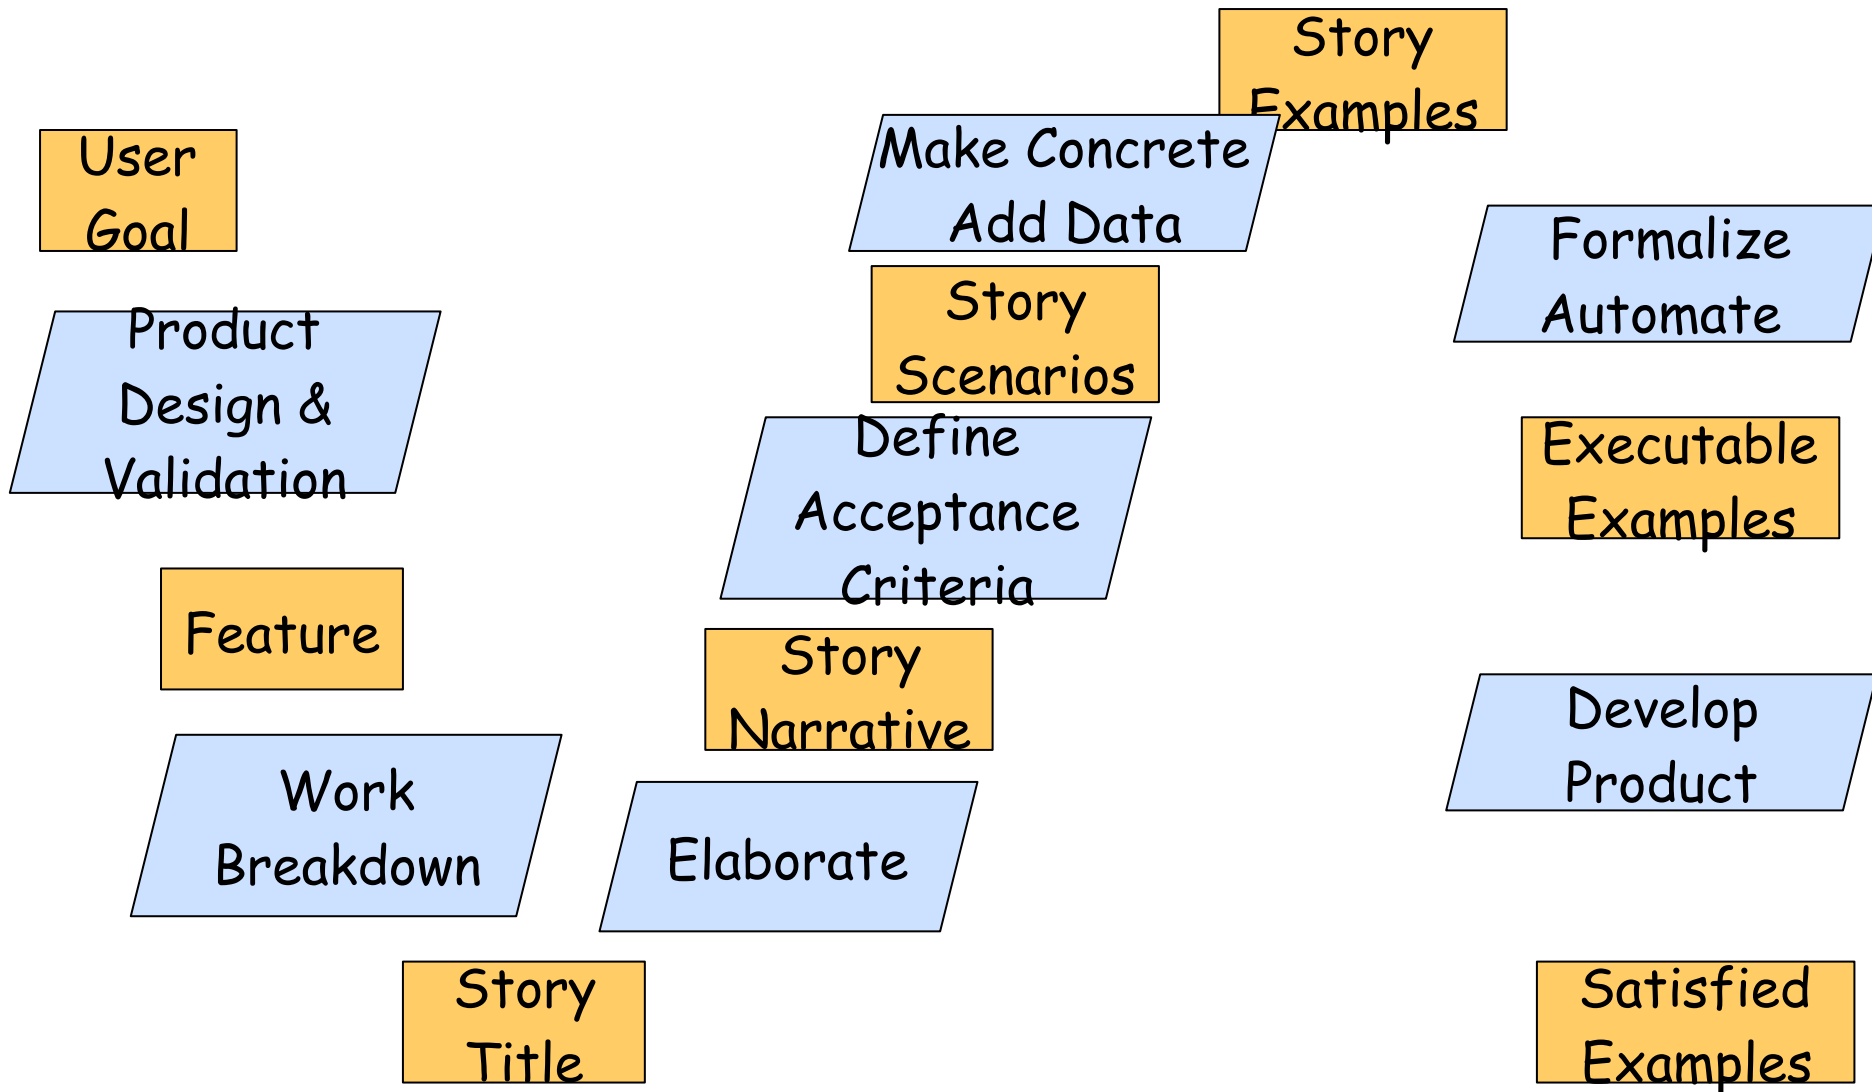 User
Goal
Product
Design &
Validation
Feature
Work
Breakdown
Story
Title
Elaborate
Story
Narrative
Define
Acceptance
Criteria
Story
Scenarios
Make Concrete
Add Data
Story
Examples
Formalize
Automate
Executable
Examples
Develop
Product
Satisfied
Examples